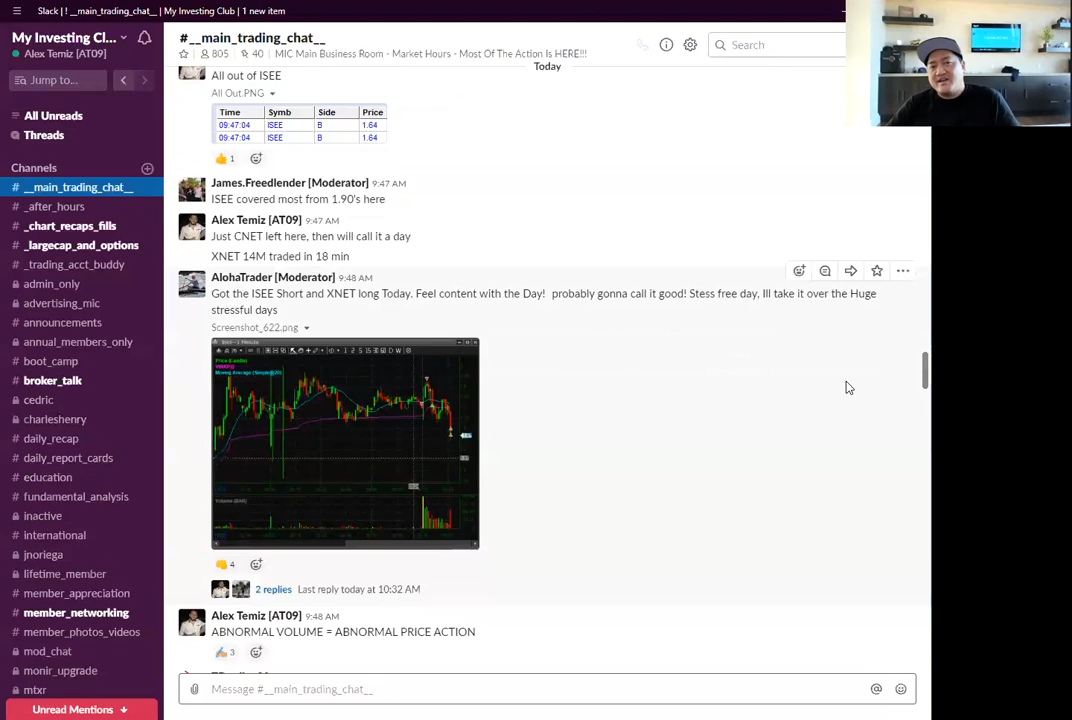 Slack | ! __main_trading_chat__ | My Investing Club | 1 new item
My Investing Cl...
Alex Temiz [AT09]
Jump to...
All Unreads
Threads
Channels
# __main_trading_chat__
# _after_hours
# _chart_recaps_fills
# _largecap_and_options
# _trading_acct_buddy
admin_only
# advertising_mic
# announcements
# annual_members_only
boot_camp
# broker_talk
cedric
charleshenry
daily_recap
daily_report_cards
# education
# fundamental_analysis
inactive
# international
jnoriega
lifetime_member
# member_appreciation
# member_networking
# member_photos_videos
mod_chat
monir_upgrade
# mtxr
Unread Mentions
#__main_trading_chat__
805
40
MIC Main Business Room - Market Hours - Most Of The Action Is HERE!!!
Search
Today
All out of ISEE
All Out.PNG
Time Symb Side Price
09:47:04 ISEE B 1.64
09:47:04 ISEE B 1.64
1
James.Freedlender [Moderator] 9:47 AM
ISEE covered most from 1.90's here
Alex Temiz [AT09] 9:47 AM
Just CNET left here, then will call it a day
XNET 14M traded in 18 min
AlohaTrader [Moderator] 9:48 AM
Got the ISEE Short and XNET long Today. Feel content with the Day! probably gonna call it good! Stess free day, Ill take it over the Huge
stressful days
Screenshot_622.png
4
2 replies Last reply today at 10:32 AM
Alex Temiz [AT09] 9:48 AM
ABNORMAL VOLUME = ABNORMAL PRICE ACTION
3
Message #__main_trading_chat__